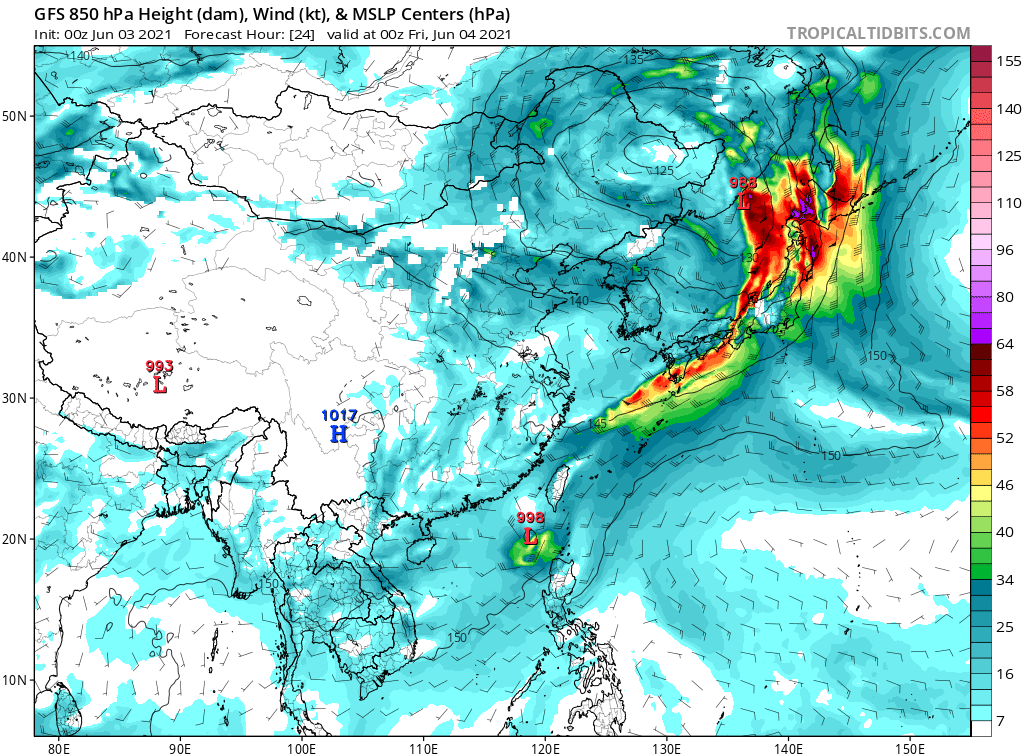 GFS 850 hPa Height (dam), Wind (kt), & MSLP Centers (hPa)
Init: 00z Jun 03 2021 Forecast Hour: [24] valid at 00z Fri, Jun 04 2021
TROPICALTIDBITS.COM
140
135
155
50N
140
125
125
988
L
110
130
96
40N
135
140
80
64
150
993
L
58
30N
1017
H
145
52
150
46
998
L
20N
40
34
150
150
25
10N
16
7
80E
90E
100E
110E
120E
130E
140E
150E